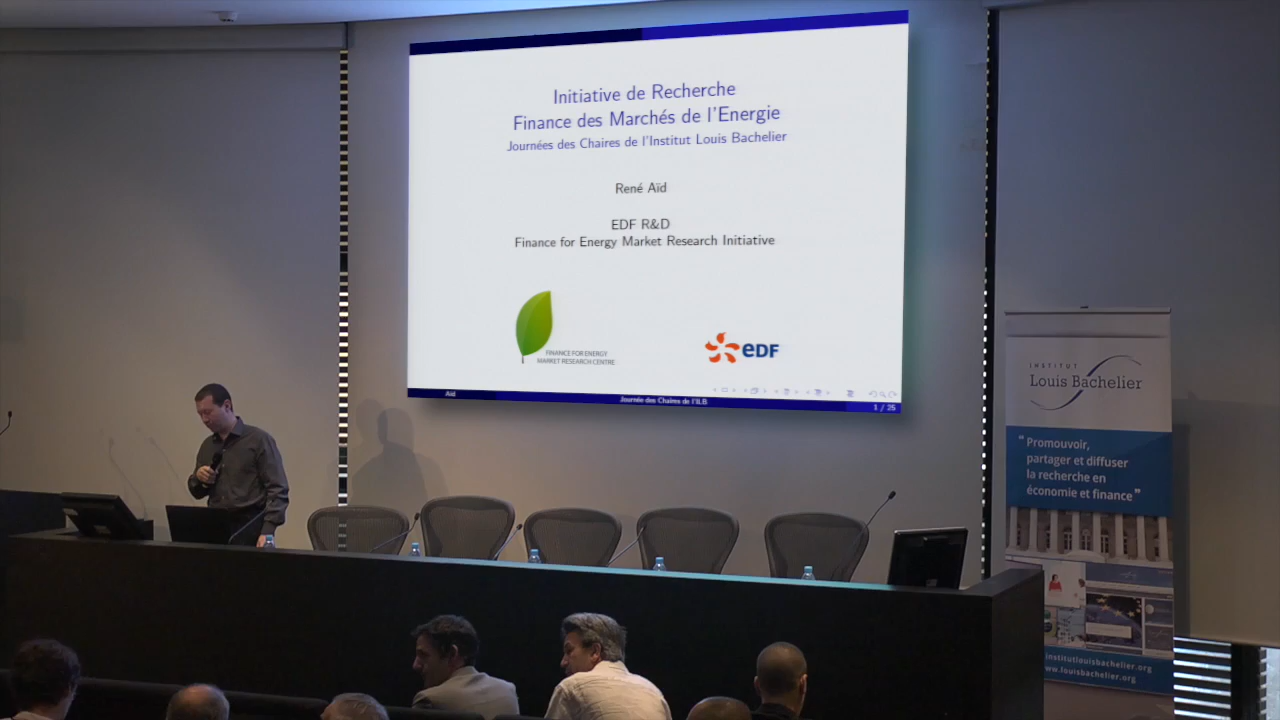 Initiative de Recherche
Finance des Marchés de l'Energie
Journées des Chaires de l'Institut Louis Bachelier
René Aïd
EDF R&D
Finance for Energy Market Research Initiative
FINANCE FOR ENERGY
MARKET RESEARCH CENTRE
eDF
Aïd
Journée des Chaires de l'ILB
1 / 25
INSTITUT
Louis Bachelier
“ Promouvoir,
partager et diffuser
la recherche en
économie et finance ”
institutlouisbachelier.org
www.louisbachelier.org